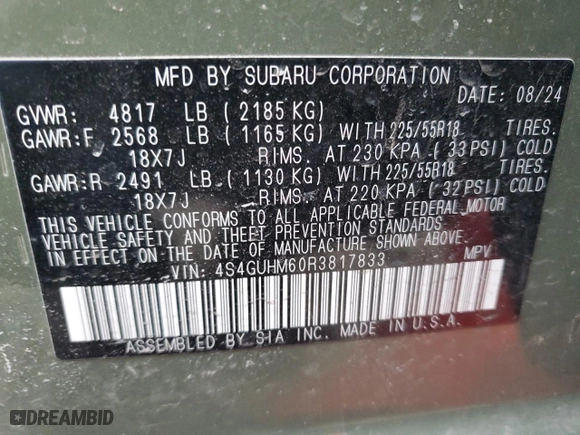 MFD BY SUBARU CORPORATION
DATE: 08/24
GVWR: 4817 LB (2185 KG)
GAWR:F 2568 LB (1165 KG) WITH 225/55R18 TIRES.
18X7J RIMS. AT 230 KPA (33 PSI) COLD
GAWR:R 2491 LB (1130 KG) WITH 225/55R18 TIRES.
18X7J RIMS. AT 220 KPA (32 PSI) COLD
THIS VEHICLE CONFORMS TO ALL APPLICABLE FEDERAL MOTOR
VEHICLE SAFETY AND THEFT PREVENTION STANDARDS
IN EFFECT ON THE DATE OF MANUFACTURE SHOWN ABOVE.
VIN: 4S4GUHM60R3817833 MPV
ASSEMBLED BY SIA INC. MADE IN U.S.A.
DREAMBID